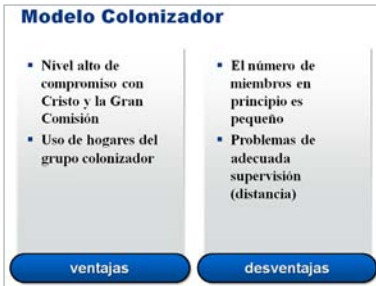 Modelo Colonizador
▪ Nivel alto de
compromiso con
Cristo y la Gran
Comisión
▪ Uso de hogares del
grupo colonizador
ventajas
▪ El número de
miembros en
principio es
pequeño
▪ Problemas de
adecuada
supervisión
(distancia)
desventajas